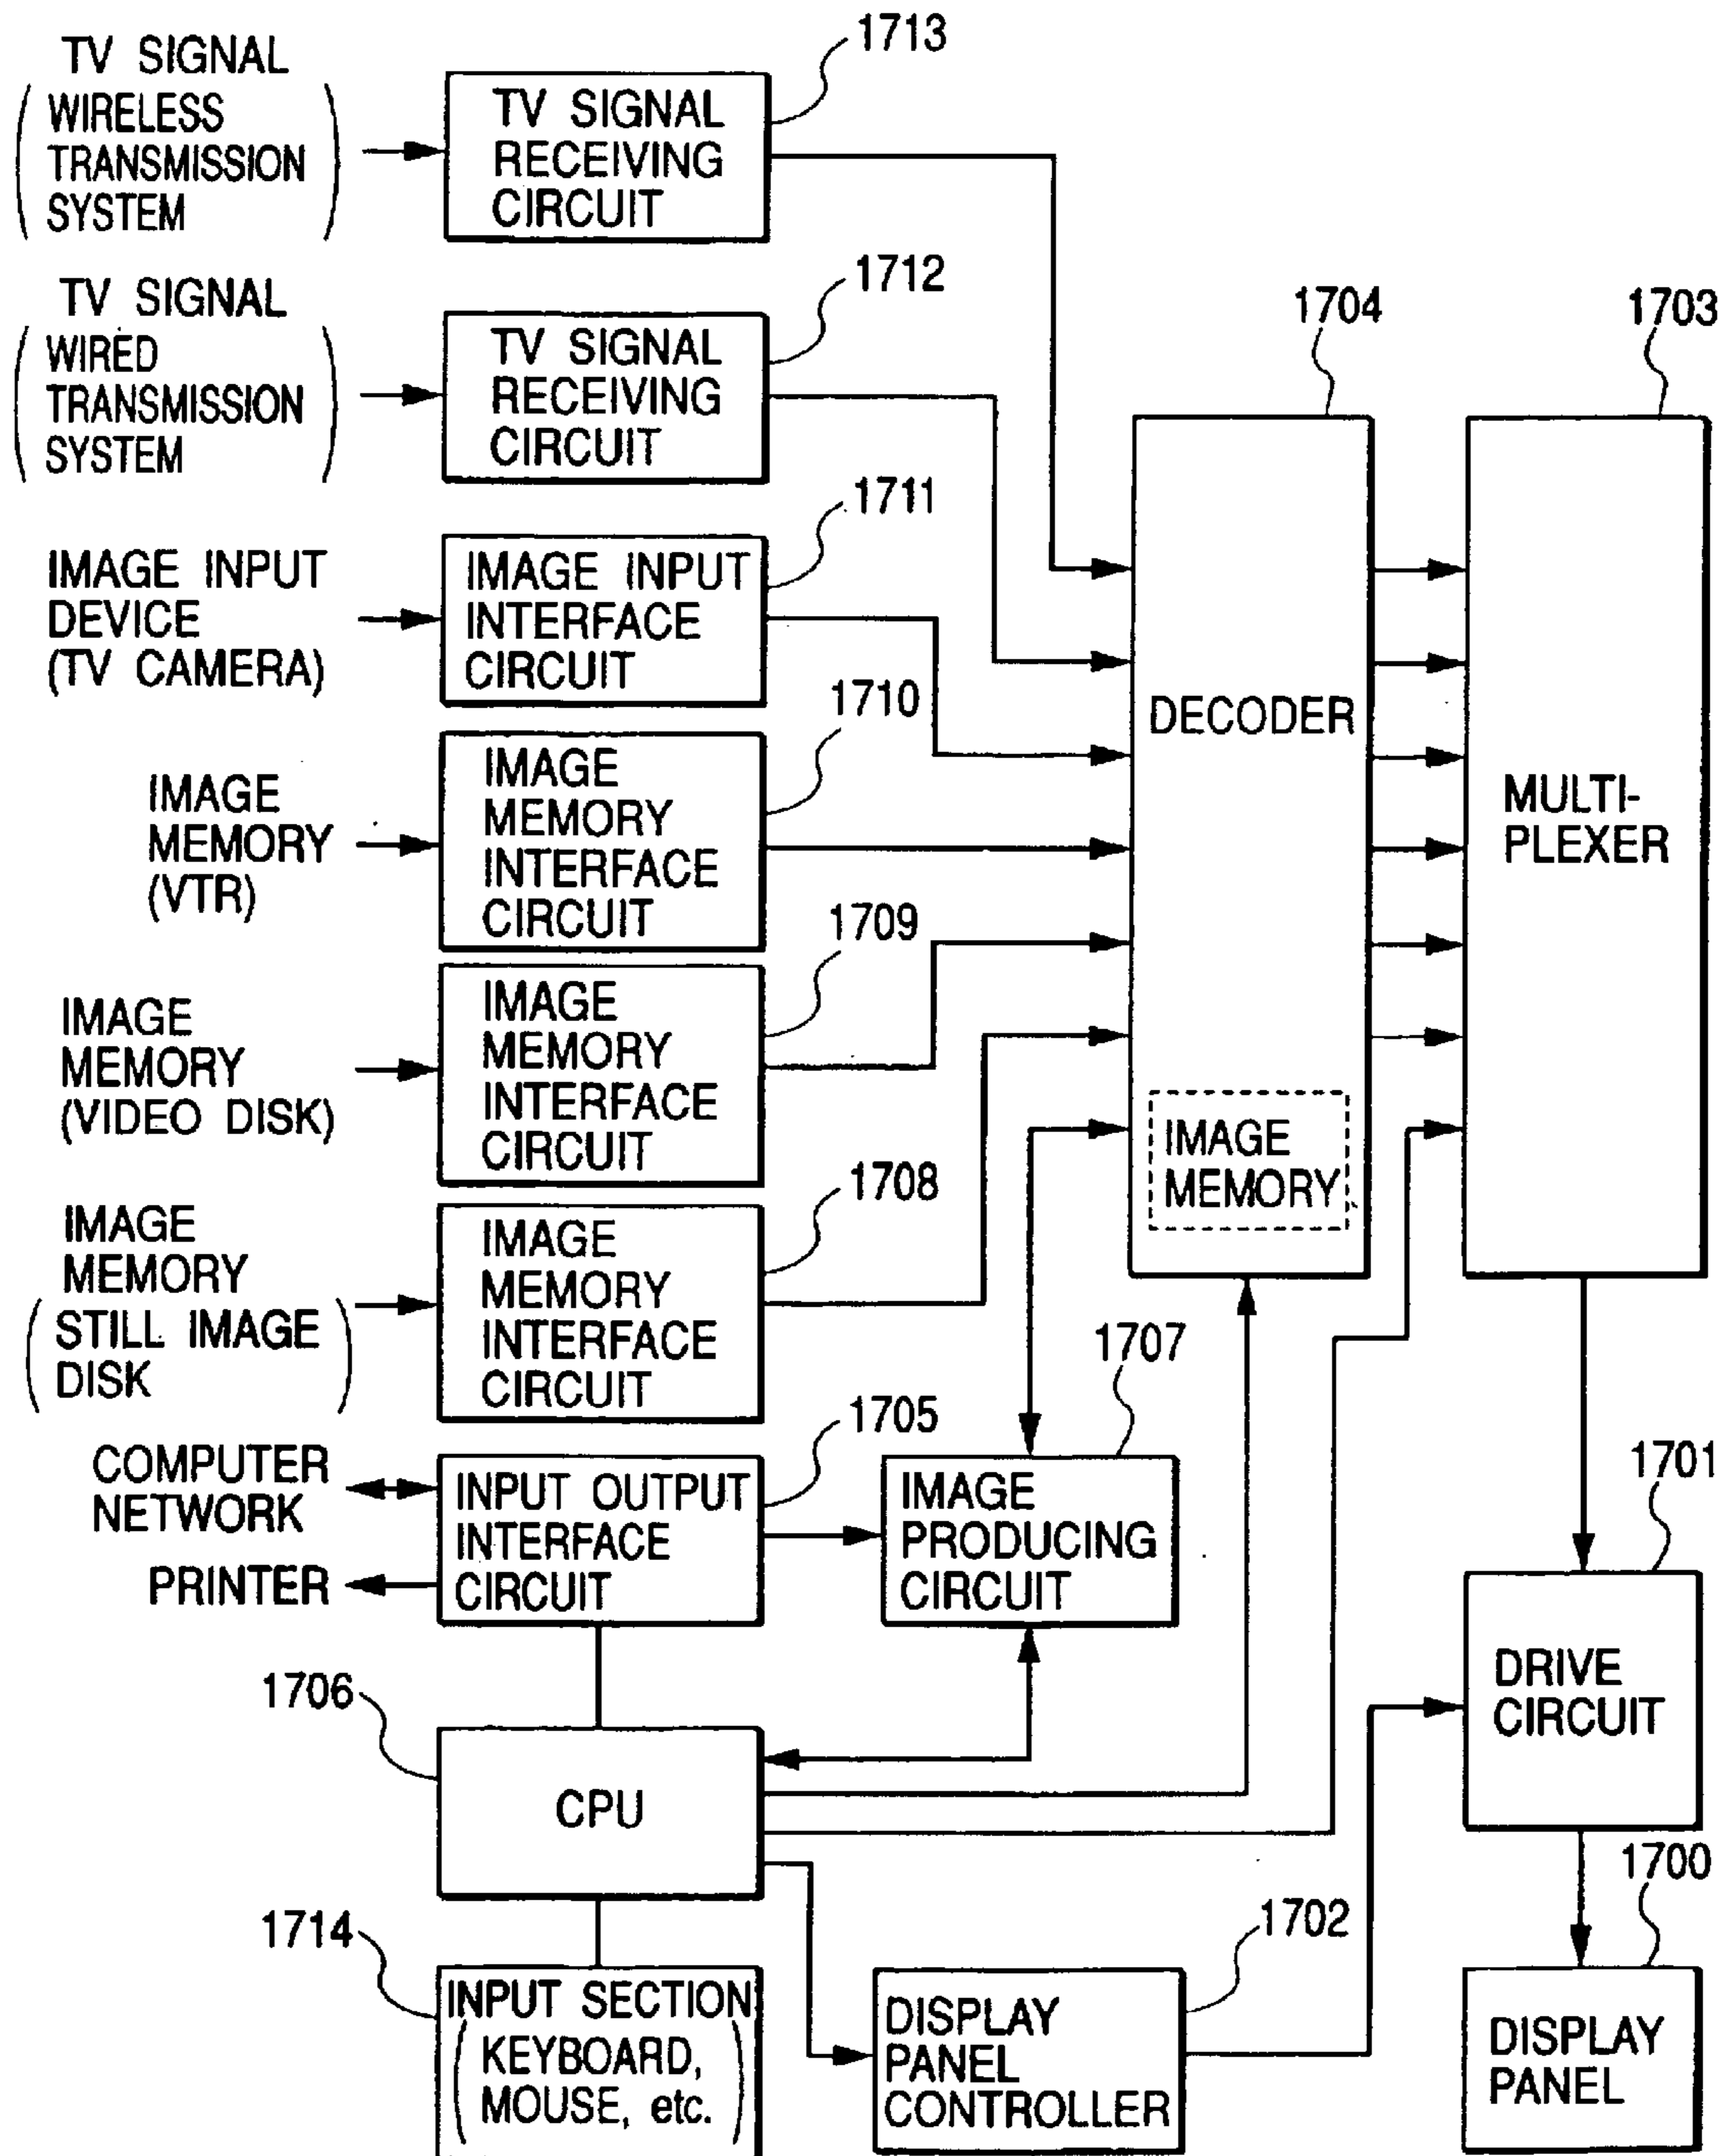 1713
TV SIGNAL
WIRELESS
TRANSMISSION
SYSTEM
TV SIGNAL
RECEIVING
CIRCUIT
1712
TV SIGNAL
WIRED
TRANSMISSION
SYSTEM
TV SIGNAL
RECEIVING
CIRCUIT
1704
1703
1711
IMAGE INPUT
DEVICE
(TV CAMERA)
IMAGE INPUT
INTERFACE
CIRCUIT
DECODER
MULTI-
PLEXER
1710
IMAGE
MEMORY
(VTR)
IMAGE
MEMORY
INTERFACE
CIRCUIT
1709
IMAGE
MEMORY
(VIDEO DISK)
IMAGE
MEMORY
INTERFACE
CIRCUIT
IMAGE
MEMORY
1708
IMAGE
MEMORY
(STILL IMAGE
DISK)
IMAGE
MEMORY
INTERFACE
CIRCUIT
1707
1705
COMPUTER
NETWORK
PRINTER
INPUT OUTPUT
INTERFACE
CIRCUIT
IMAGE
PRODUCING
CIRCUIT
1701
DRIVE
CIRCUIT
1706
CPU
1700
1714
1702
INPUT SECTION
(KEYBOARD,
MOUSE, etc.)
DISPLAY
PANEL
CONTROLLER
DISPLAY
PANEL